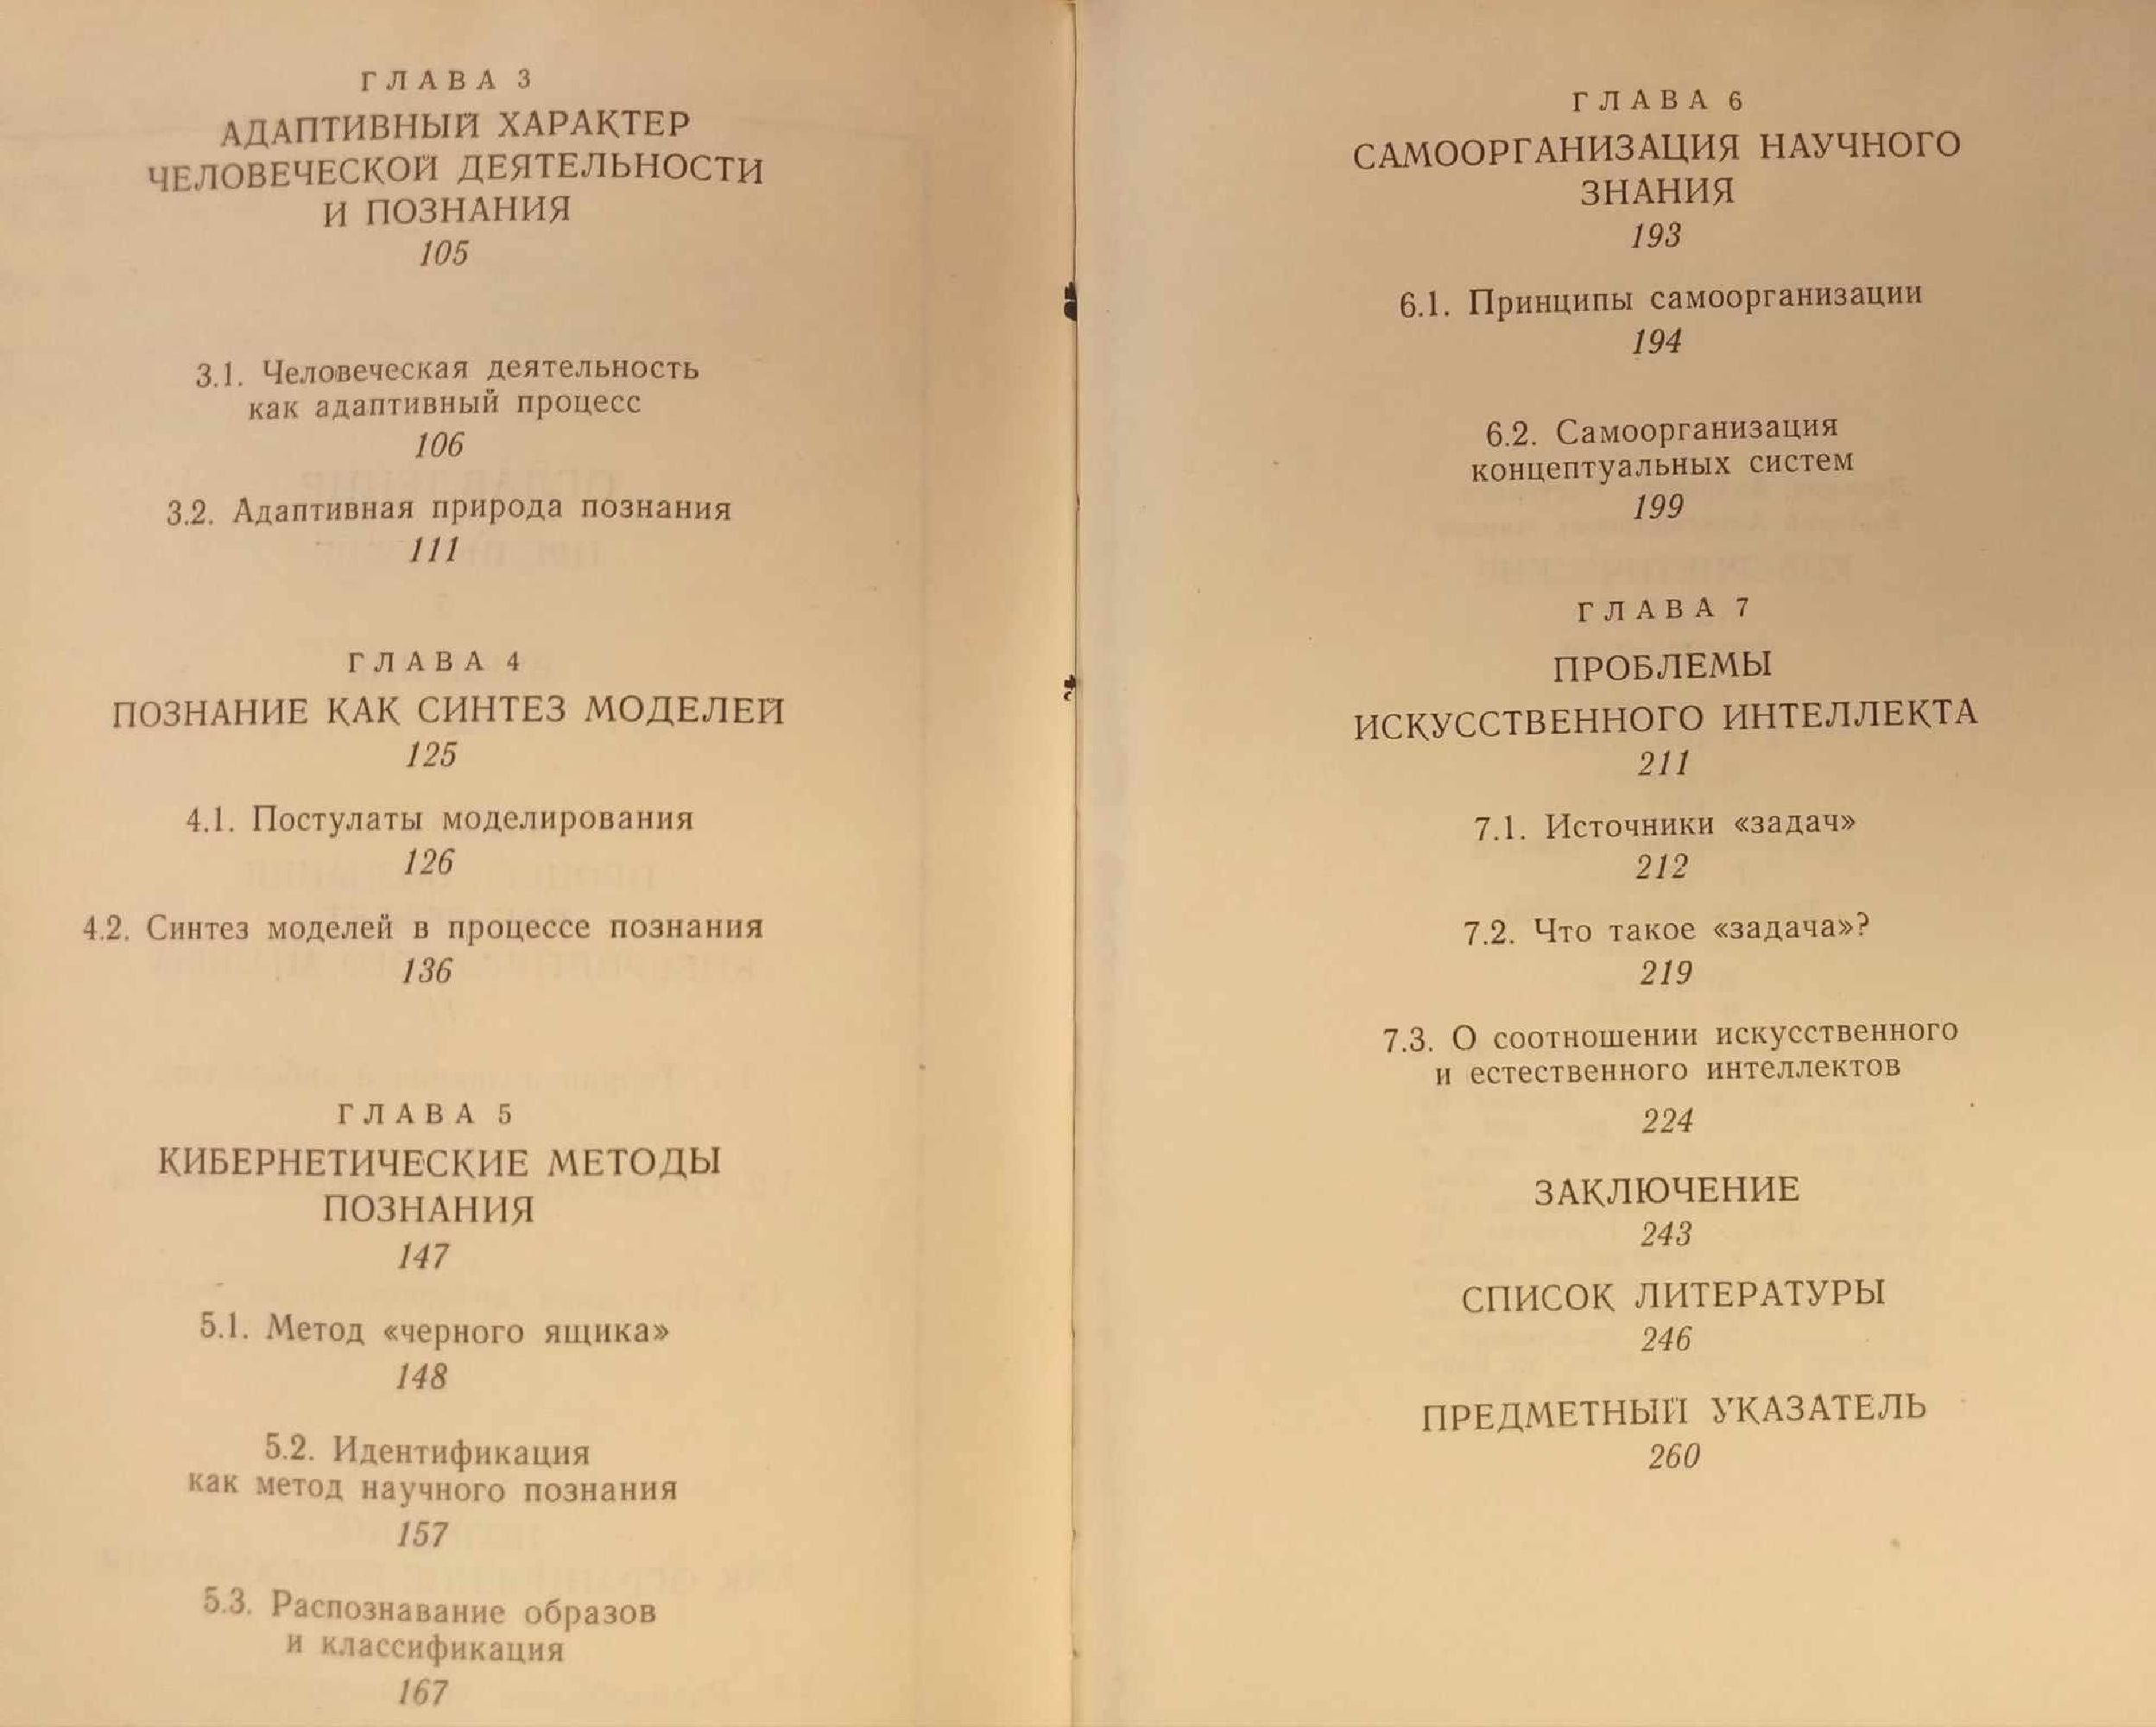 ГЛАВА 3
АДАПТИВНЫЙ ХАРАКТЕР
ЧЕЛОВЕЧЕСКОЙ ДЕЯТЕЛЬНОСТИ
И ПОЗНАНИЯ
105
3.1. Человеческая деятельность
как адаптивный процесс
106
3.2. Адаптивная природа познания
111
ГЛАВА 4
ПОЗНАНИЕ КАК СИНТЕЗ МОДЕЛЕЙ
125
4.1. Постулаты моделирования
126
4.2. Синтез моделей в процессе познания
136
ГЛАВА 5
КИБЕРНЕТИЧЕСКИЕ МЕТОДЫ
ПОЗНАНИЯ
147
5.1. Метод «черного ящика»
148
5.2. Идентификация
как метод научного познания
157
5.3. Распознавание образов
и классификация
167
ГЛАВА 6
САМООРГАНИЗАЦИЯ НАУЧНОГО
ЗНАНИЯ
193
6.1. Принципы самоорганизации
194
6.2. Самоорганизация
концептуальных систем
199
ГЛАВА 7
ПРОБЛЕМЫ
ИСКУССТВЕННОГО ИНТЕЛЛЕКТА
211
7.1. Источники «задач»
212
7.2. Что такое «задача»?
219
7.3. О соотношении искусственного
и естественного интеллектов
224
ЗАКЛЮЧЕНИЕ
243
СПИСОК ЛИТЕРАТУРЫ
246
ПРЕДМЕТНЫЙ УКАЗАТЕЛЬ
260